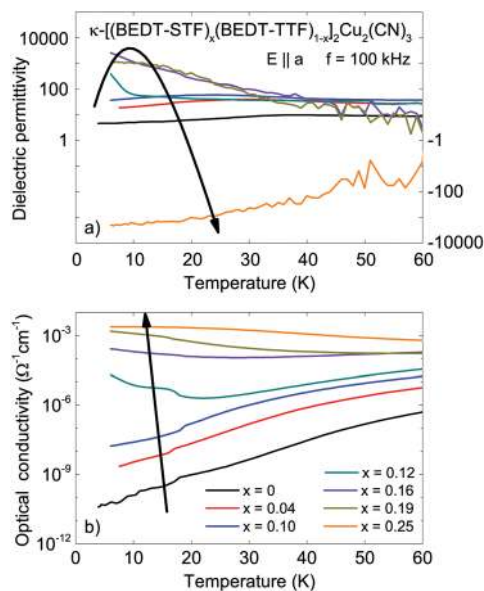 κ-[(BEDT-STF)ₓ(BEDT-TTF)₁₋ₓ]₂Cu₂(CN)₃
E || a f = 100 kHz
10000
100
1
-1
-100
-10000
Dielectric permittivity
a)
0 10 20 30 40 50 60
Temperature (K)
10⁻³
10⁻⁶
10⁻⁹
10⁻¹²
Optical conductivity (Ω⁻¹cm⁻¹)
x = 0
x = 0.04
x = 0.10
x = 0.12
x = 0.16
x = 0.19
x = 0.25
b)
0 10 20 30 40 50 60
Temperature (K)